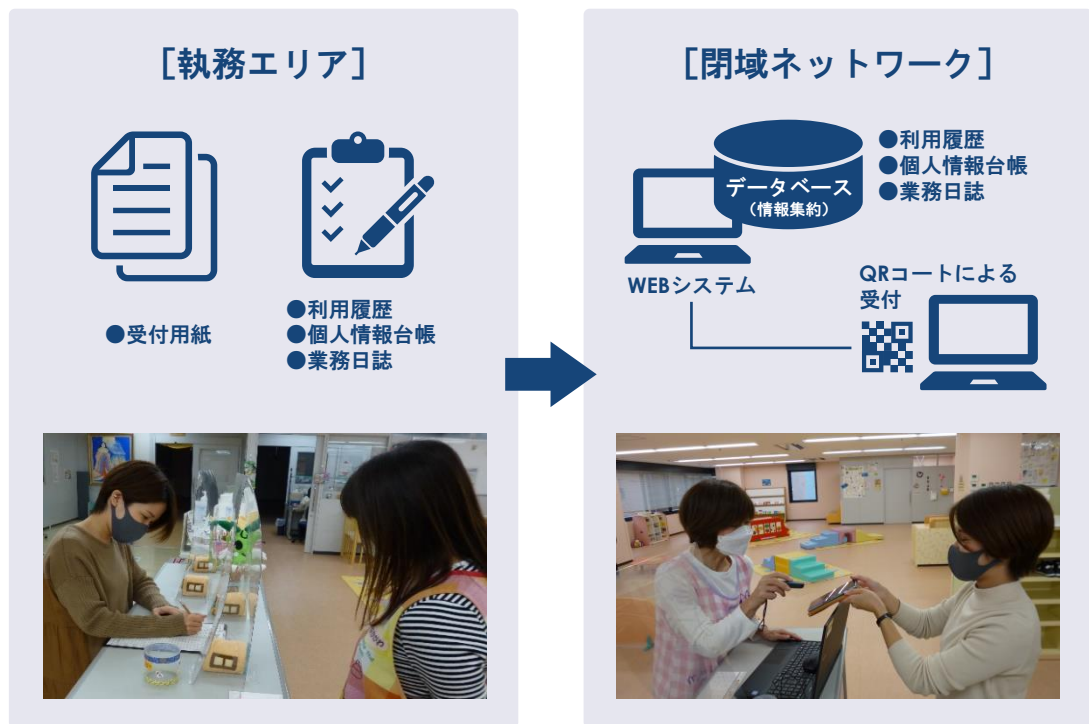 ［執務エリア］
●受付用紙
●利用履歴
●個人情報台帳
●業務日誌
［閉域ネットワーク］
データベース
（情報集約）
●利用履歴
●個人情報台帳
●業務日誌
WEBシステム
QRコートによる
受付